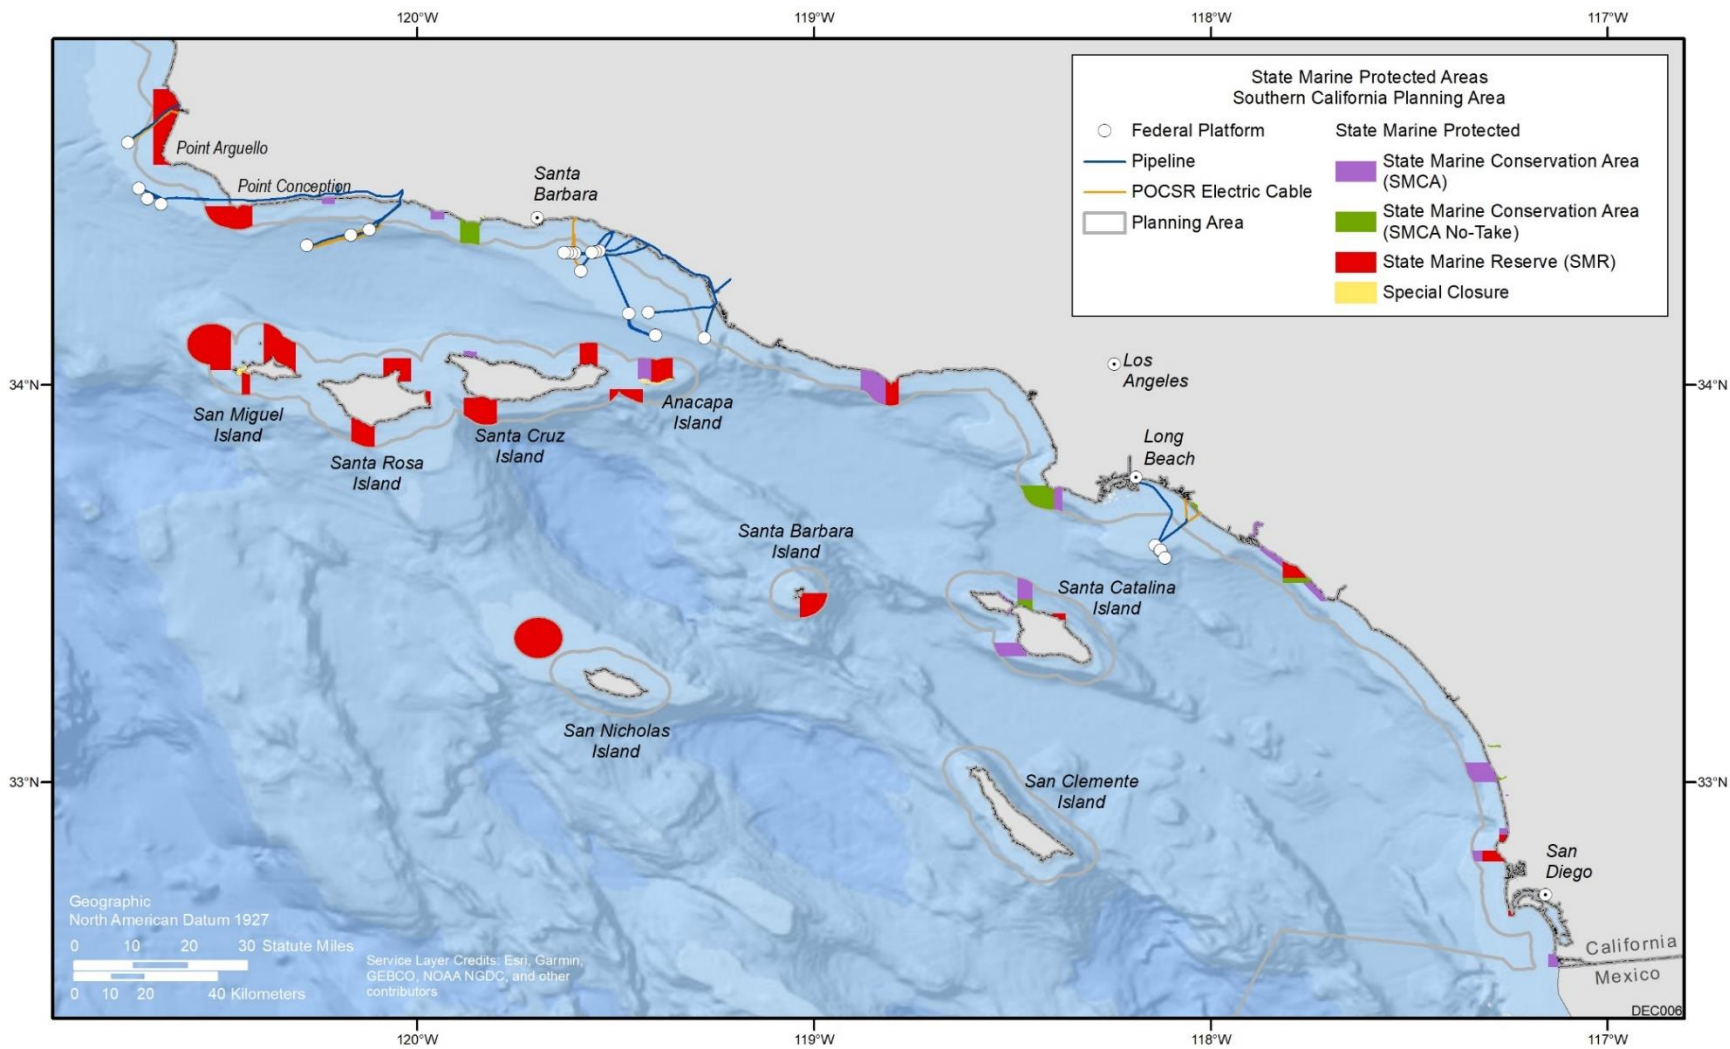 120°W
119°W
118°W
117°W
State Marine Protected Areas
Southern California Planning Area
Federal Platform
Pipeline
POCSR Electric Cable
Planning Area
State Marine Protected
State Marine Conservation Area
(SMCA)
State Marine Conservation Area
(SMCA No-Take)
State Marine Reserve (SMR)
Special Closure
Point Arguello
Point Conception
Santa
Barbara
Los
Angeles
34°N
34°N
San Miguel
Island
Santa Rosa
Island
Santa Cruz
Island
Anacapa
Island
Long
Beach
Santa Barbara
Island
Santa Catalina
Island
San Nicholas
Island
33°N
33°N
San Clemente
Island
San
Diego
California
Mexico
Geographic
North American Datum 1927
0 10 20 30 Statute Miles
0 10 20 40 Kilometers
Service Layer Credits: Esri, Garmin,
GEBCO, NOAA NGDC, and other
contributors
DEC006
120°W
119°W
118°W
117°W